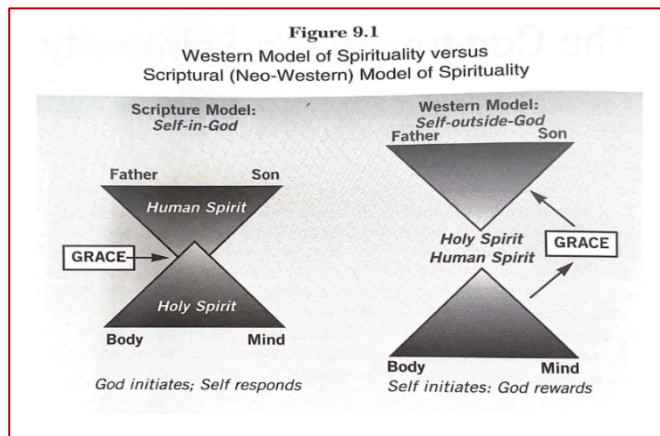 Figure 9.1
Western Model of Spirituality versus
Scriptural (Neo-Western) Model of Spirituality
Scripture Model:
Self-in-God
Father Son
Human Spirit
GRACE
Holy Spirit
Body Mind
God initiates; Self responds
Western Model:
Self-outside-God
Father Son
Holy Spirit
Human Spirit
GRACE
Body Mind
Self initiates: God rewards